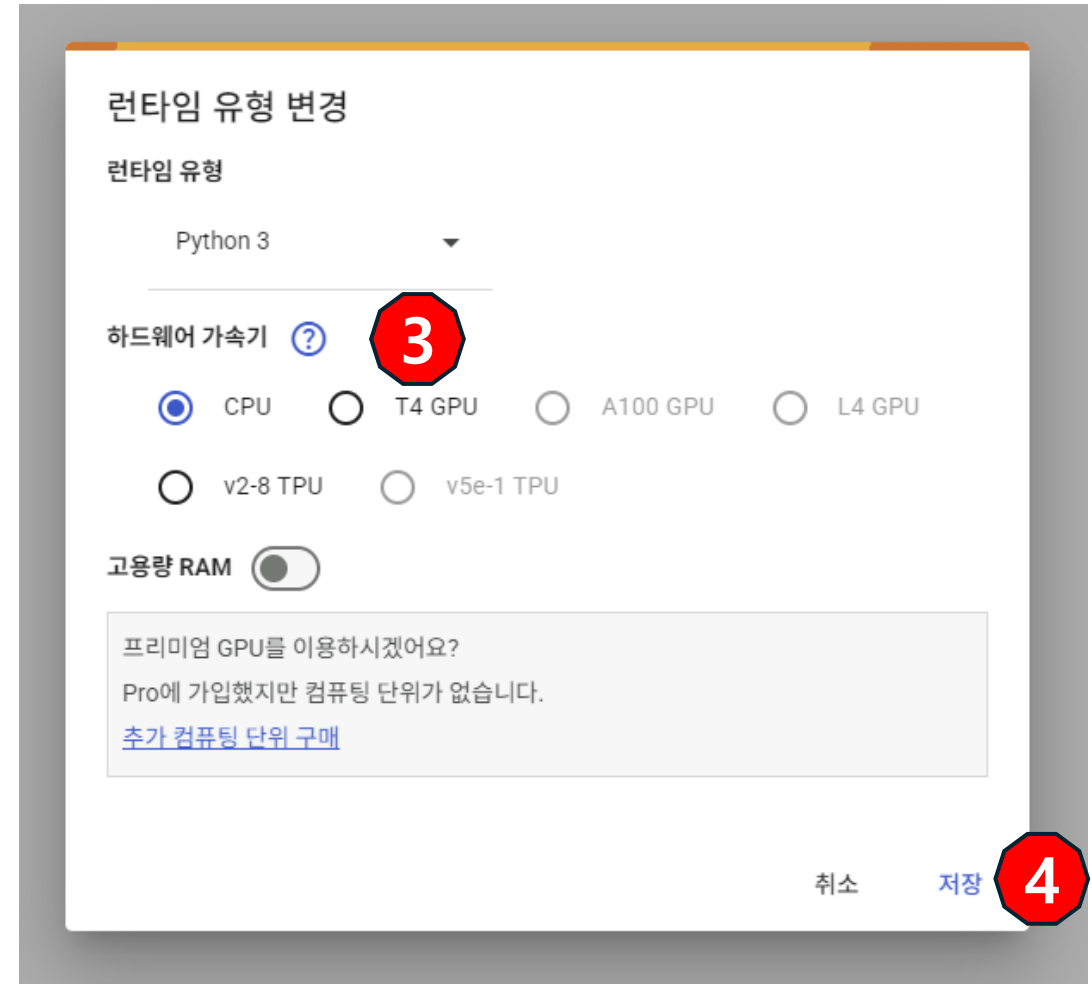 런타임 유형 변경
런타임 유형
Python 3
하드웨어 가속기 ? 3
CPU T4 GPU A100 GPU L4 GPU
v2-8 TPU v5e-1 TPU
고용량 RAM
프리미엄 GPU를 이용하시겠어요?
Pro에 가입했지만 컴퓨팅 단위가 없습니다.
추가 컴퓨팅 단위 구매
취소 저장 4